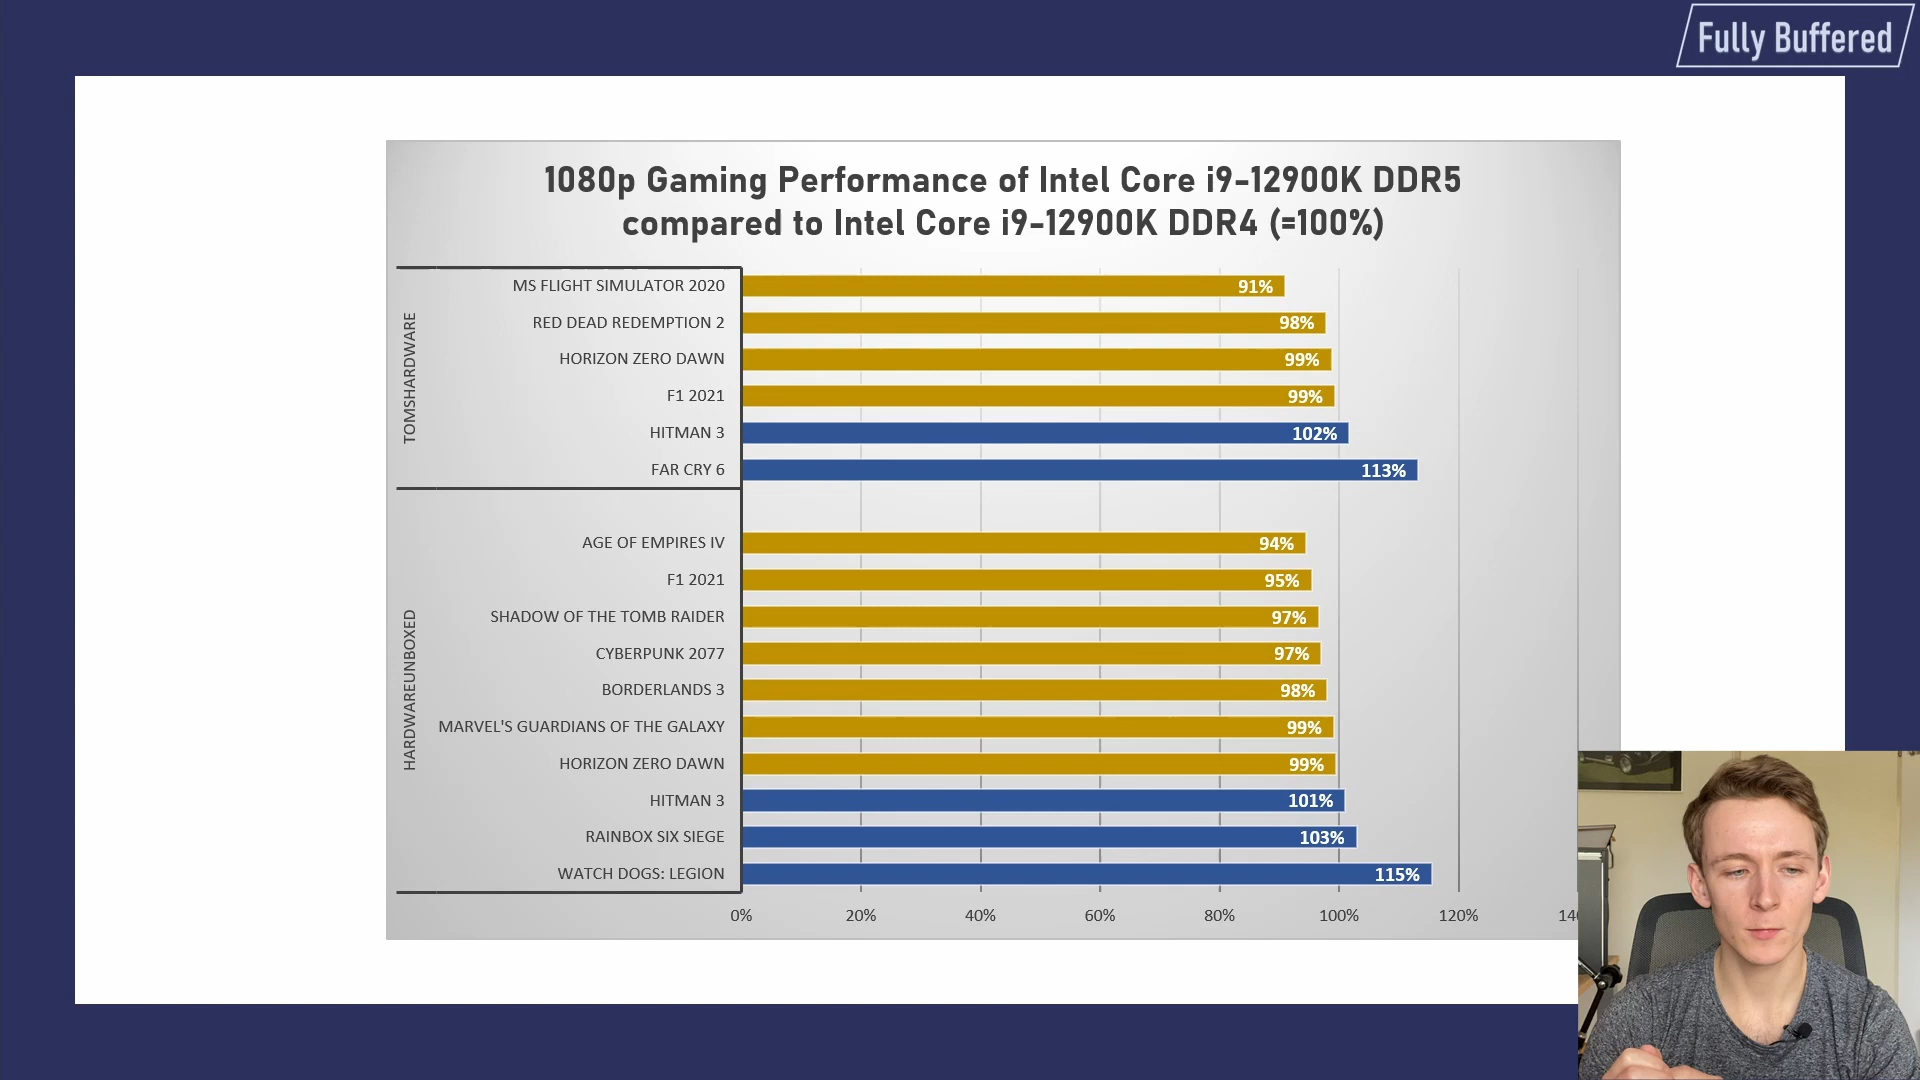 Fully Buffered
1080p Gaming Performance of Intel Core i9-12900K DDR5
compared to Intel Core i9-12900K DDR4 (=100%)
TOMSHARDWARE
MS FLIGHT SIMULATOR 2020 91%
RED DEAD REDEMPTION 2 98%
HORIZON ZERO DAWN 99%
F1 2021 99%
HITMAN 3 102%
FAR CRY 6 113%
HARDWAREUNBOXED
AGE OF EMPIRES IV 94%
F1 2021 95%
SHADOW OF THE TOMB RAIDER 97%
CYBERPUNK 2077 97%
BORDERLANDS 3 98%
MARVEL'S GUARDIANS OF THE GALAXY 99%
HORIZON ZERO DAWN 99%
HITMAN 3 101%
RAINBOX SIX SIEGE 103%
WATCH DOGS: LEGION 115%
0% 20% 40% 60% 80% 100% 120%